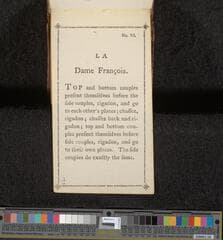 No. VI.
LA
Dame François.
TOP and bottom couples
present themselves before the
side couples, rigadon, and go
to each other's places; chassée,
rigadon; chassée back and ri-
gadon; top and bottom cou-
ples present themselves before
side couples, rigadon, and go
to their own places. The side
couples do exactly the same.